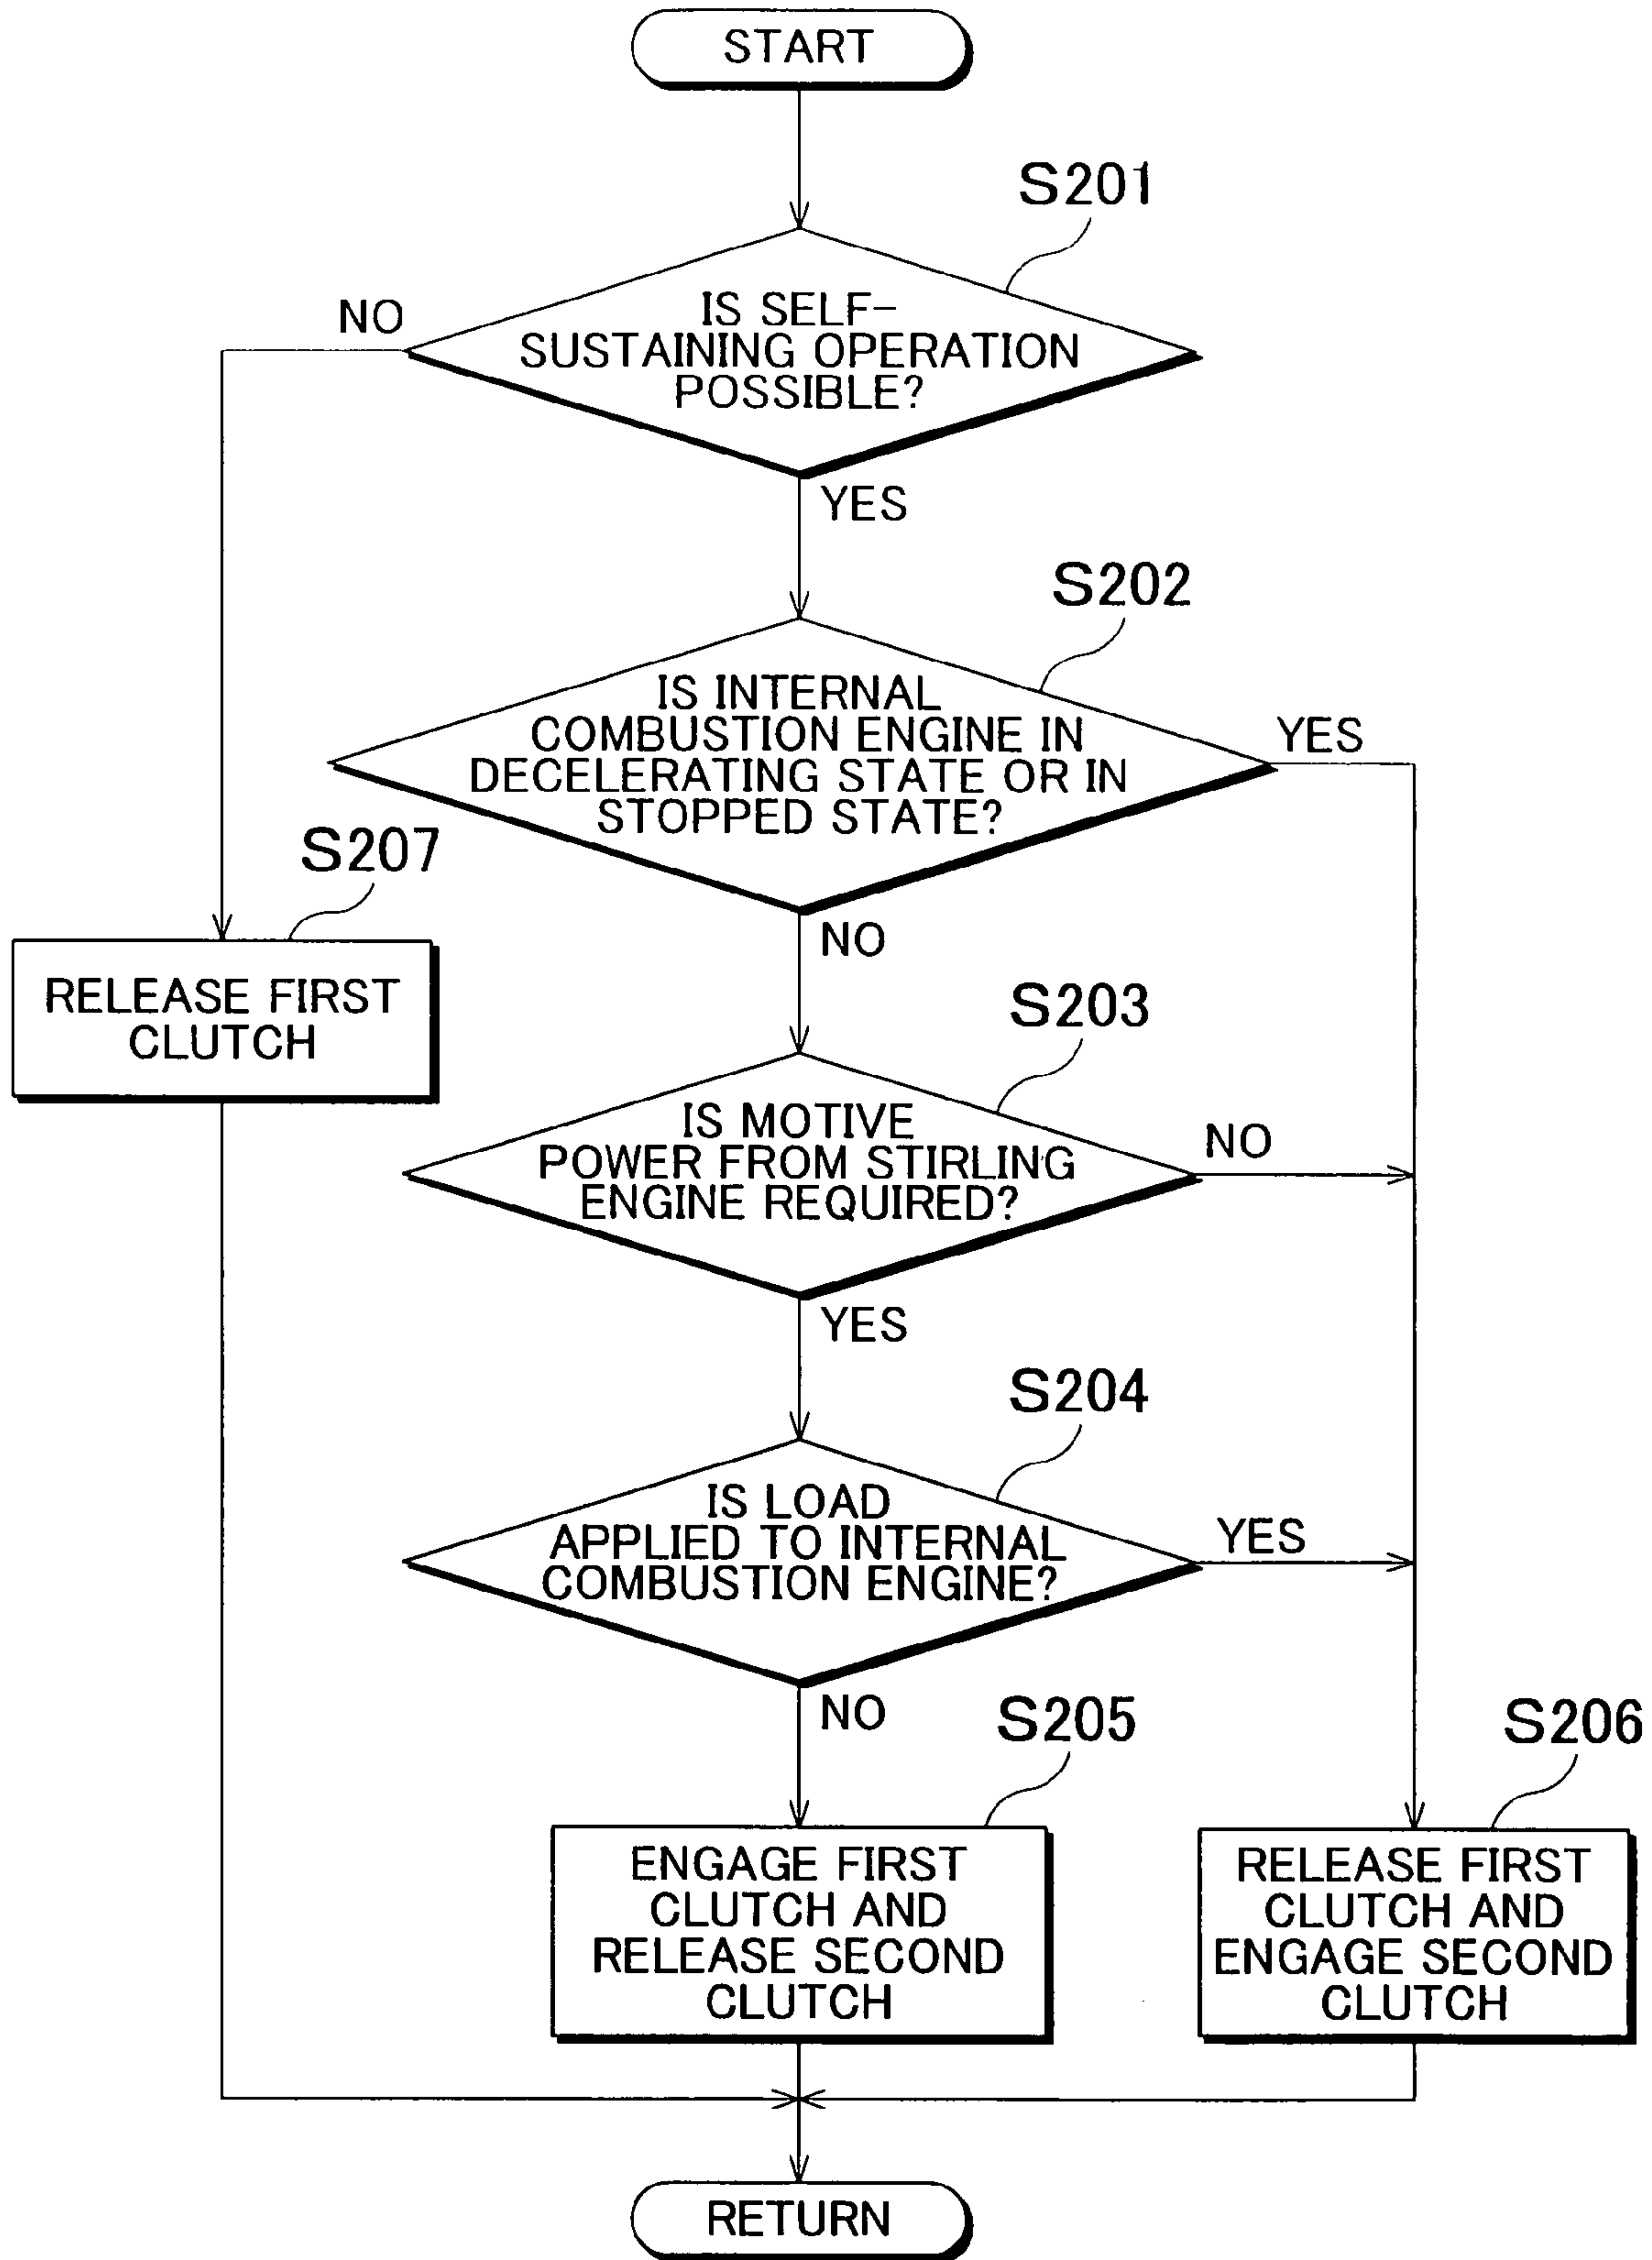 START
S201
NO
IS SELF-
SUSTAINING OPERATION
POSSIBLE?
YES
S202
IS INTERNAL
COMBUSTION ENGINE IN
DECELERATING STATE OR IN
STOPPED STATE?
YES
S207
NO
RELEASE FIRST
CLUTCH
S203
IS MOTIVE
POWER FROM STIRLING
ENGINE REQUIRED?
NO
YES
S204
IS LOAD
APPLIED TO INTERNAL
COMBUSTION ENGINE?
YES
NO
S205
S206
ENGAGE FIRST
CLUTCH AND
RELEASE SECOND
CLUTCH
RELEASE FIRST
CLUTCH AND
ENGAGE SECOND
CLUTCH
RETURN